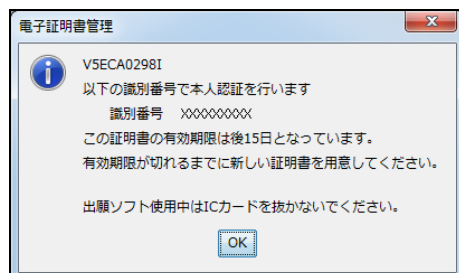 電子証明書管理
V5ECA0298I
以下の識別番号で本人認証を行います
識別番号 XXXXXXXXX
この証明書の有効期限は後15日となっています。
有効期限が切れるまでに新しい証明書を用意してください。
出願ソフト使用中はICカードを抜かないでください。
OK